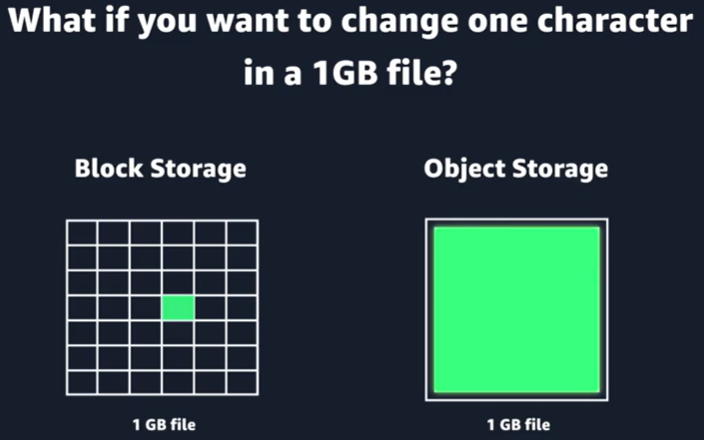 What if you want to change one character
in a 1GB file?
Block Storage
Object Storage
1 GB file
1 GB file